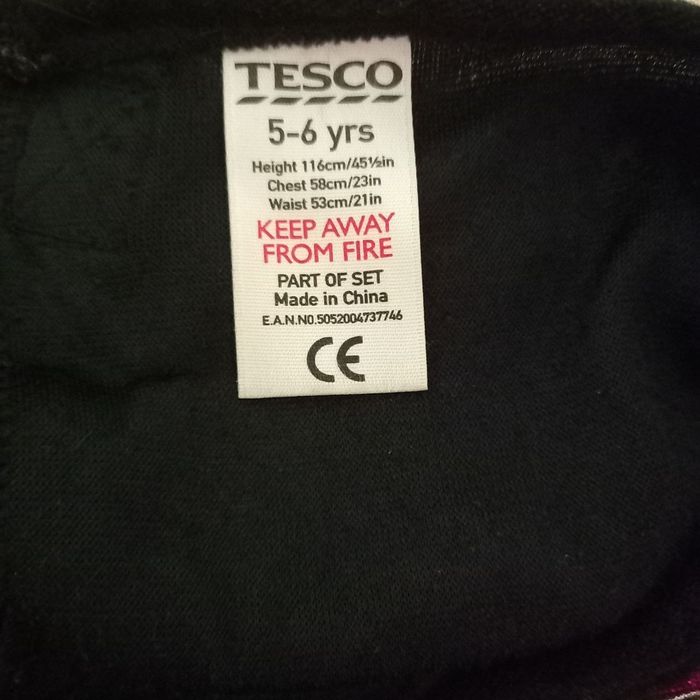 TESCO
5-6 yrs
Height 116cm/45½in
Chest 58cm/23in
Waist 53cm/21in
KEEP AWAY
FROM FIRE
PART OF SET
Made in China
E.A.N.NO.5052004737746
CE